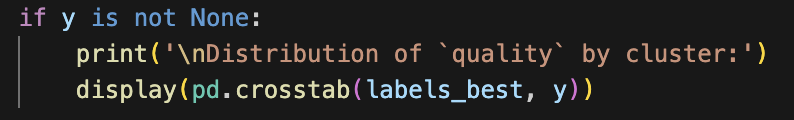 if y is not None:
    print('\nDistribution of `quality` by cluster:')
    display(pd.crosstab(labels_best, y))